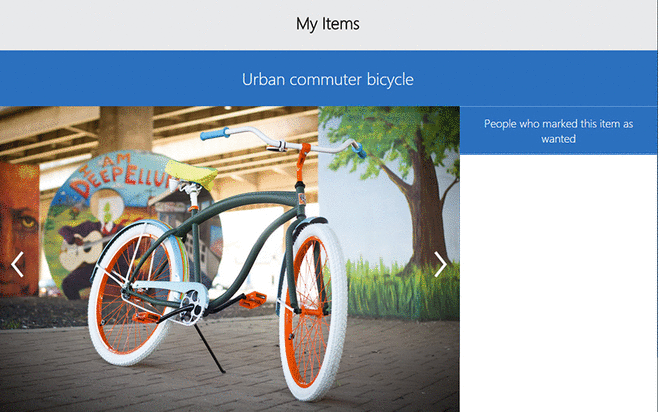 My Items
Urban commuter bicycle
People who marked this item as
wanted
I AM
DEEP ELLUM